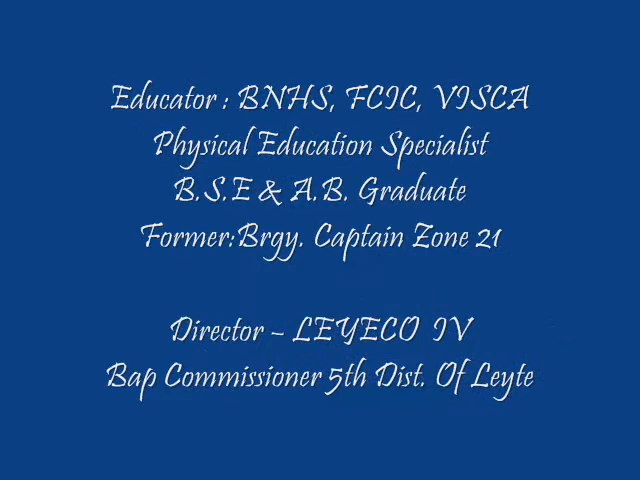 Educator : BNHS, FCIC, VISCA
Physical Education Specialist
B.S.E & A.B. Graduate
Former:Brgy. Captain Zone 21
Director – LEYECO IV
Bap Commissioner 5th Dist. Of Leyte